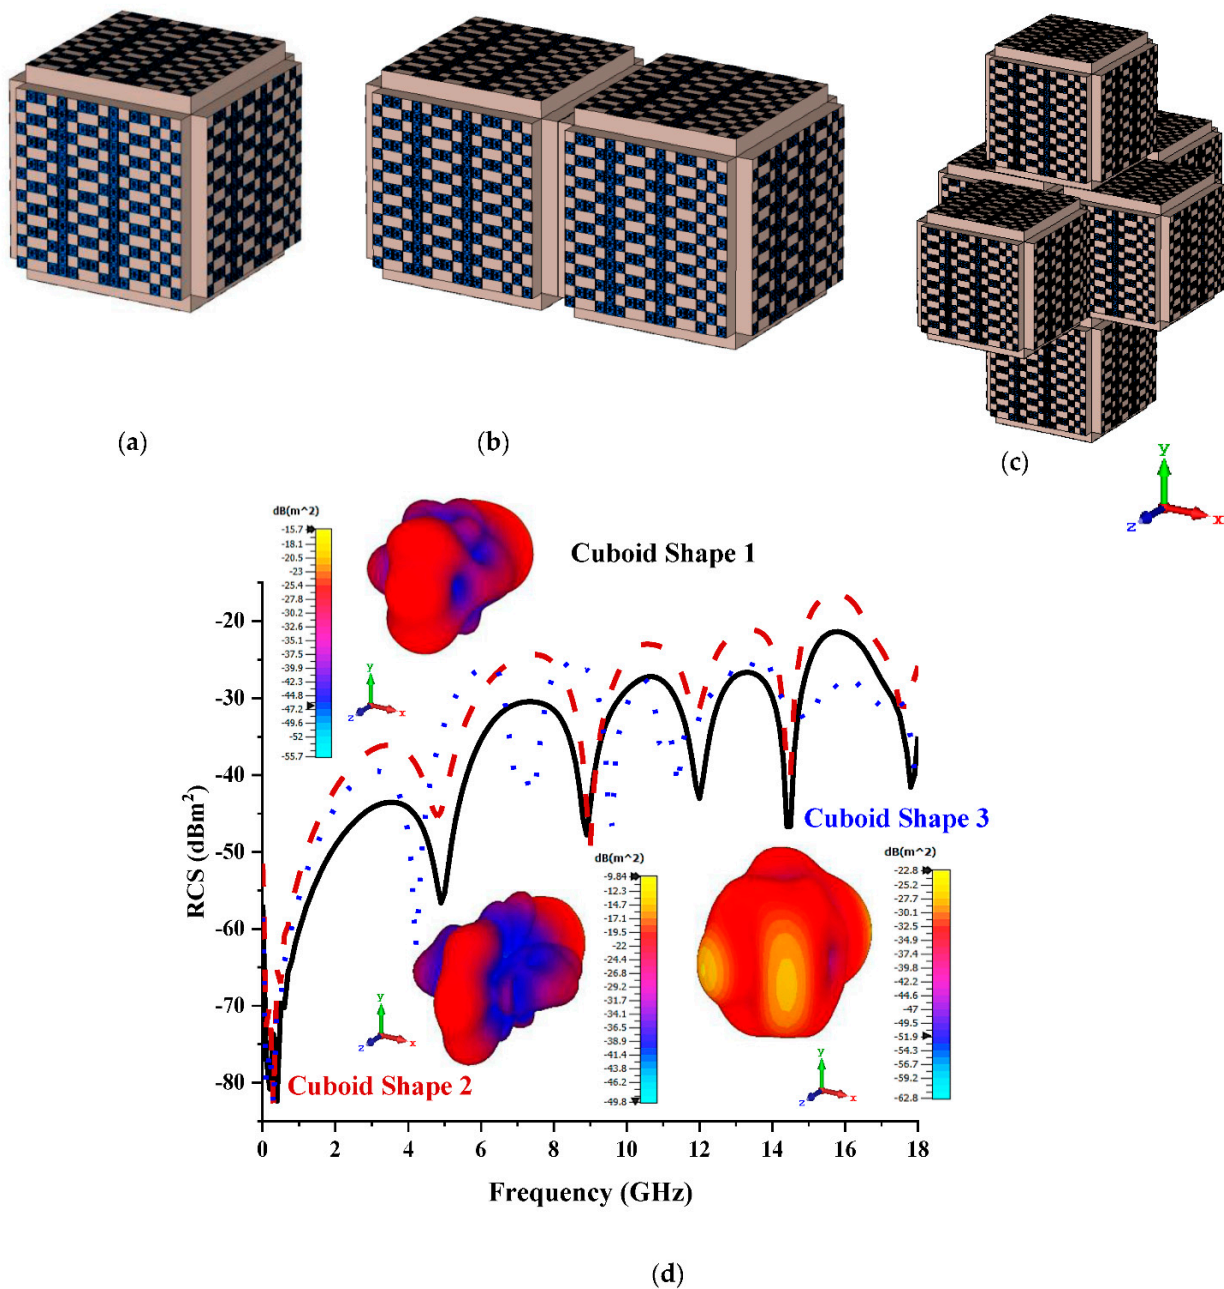 (a)
(b)
(c)
y
z
x
dB(m^2)
-15.7
-18.1
-20.5
-23
-25.4
-27.8
-30.2
-32.6
-35.1
-37.5
-39.9
-42.3
-44.8
-47.2
-49.6
-52
-55.7
Cuboid Shape 1
y
z
x
-20
-30
-40
-50
-60
-70
-80
RCS (dBm²)
Cuboid Shape 3
dB(m^2)
-9.84
-12.3
-14.7
-17.1
-19.5
-22
-24.4
-26.8
-29.2
-31.7
-34.1
-36.5
-38.9
-41.4
-43.8
-46.2
-49.8
dB(m^2)
-22.8
-25.2
-27.7
-30.1
-32.5
-34.9
-37.4
-39.8
-42.2
-44.6
-47
-49.5
-51.9
-54.3
-56.7
-59.2
-62.8
y
z
x
y
z
x
Cuboid Shape 2
0
2
4
6
8
10
12
14
16
18
Frequency (GHz)
(d)